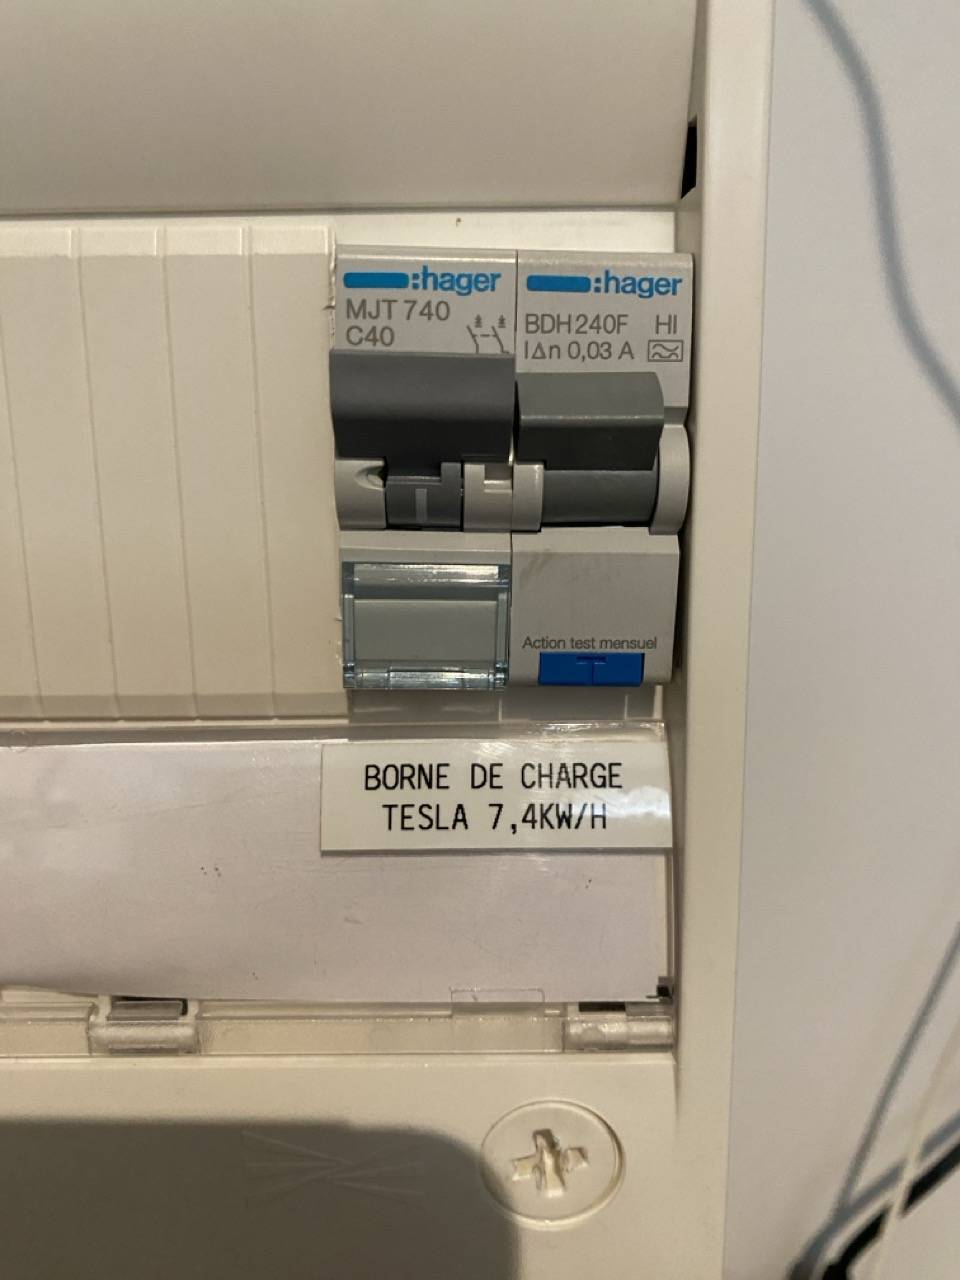 :hager
MJT 740
C40
:hager
BDH 240F HI
IΔn 0,03 A
Action test mensuel
T
BORNE DE CHARGE
TESLA 7,4KW/H